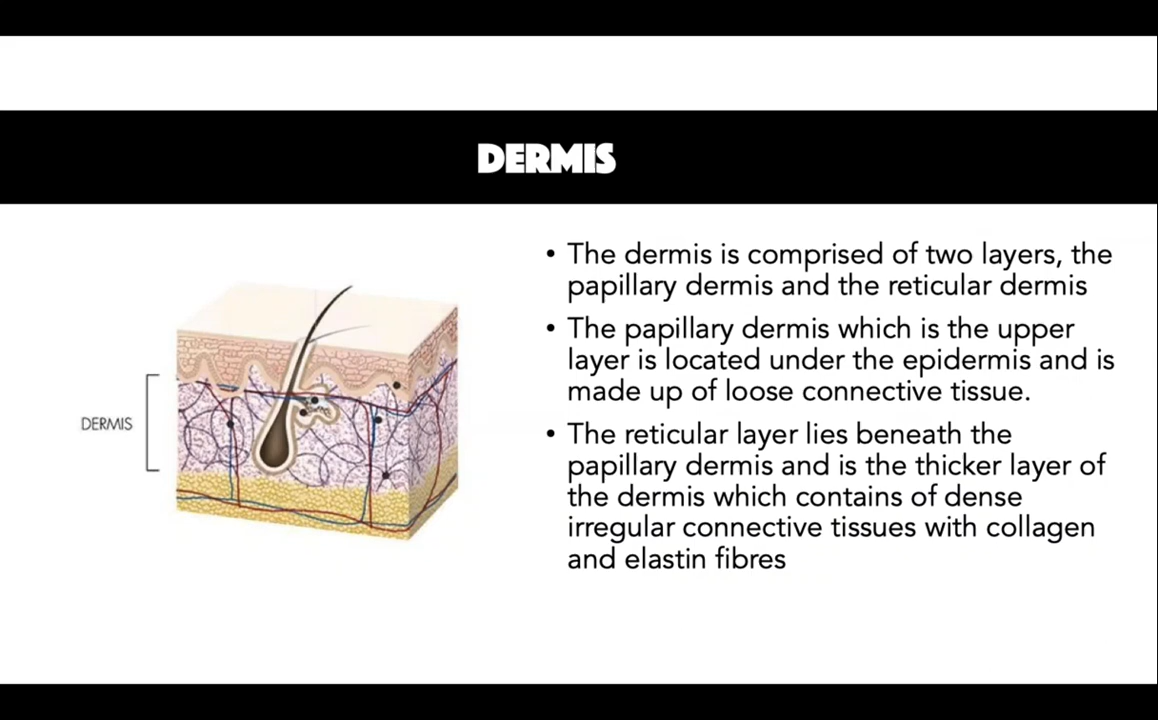 DERMIS
DERMIS
• The dermis is comprised of two layers, the
papillary dermis and the reticular dermis
• The papillary dermis which is the upper
layer is located under the epidermis and is
made up of loose connective tissue.
• The reticular layer lies beneath the
papillary dermis and is the thicker layer of
the dermis which contains of dense
irregular connective tissues with collagen
and elastin fibres